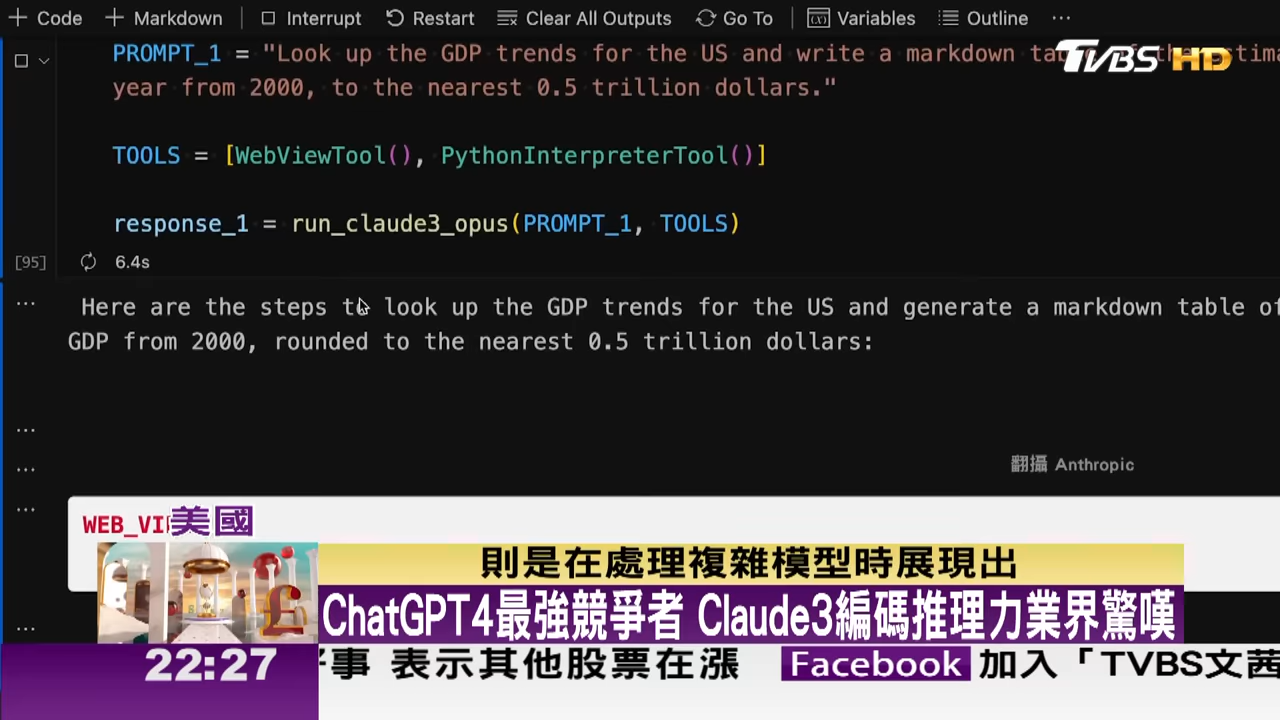 Code Markdown Interrupt Restart Clear All Outputs Go To Variables Outline ...
PROMPT_1 = "Look up the GDP trends for the US and write a markdown
TVBS HD
year from 2000, to the nearest 0.5 trillion dollars."
TOOLS = [WebViewTool(), PythonInterpreterTool()]
response_1 = run_claude3_opus(PROMPT_1, TOOLS)
[95] 6.4s
Here are the steps to look up the GDP trends for the US and generate a markdown table
GDP from 2000, rounded to the nearest 0.5 trillion dollars:
翻攝 Anthropic
美國
則是在處理複雜模型時展現出
ChatGPT4最強競爭者 Claude3編碼推理力業界驚嘆
22:27
事 表示其他股票在漲 Facebook 加入「TVBS文茜